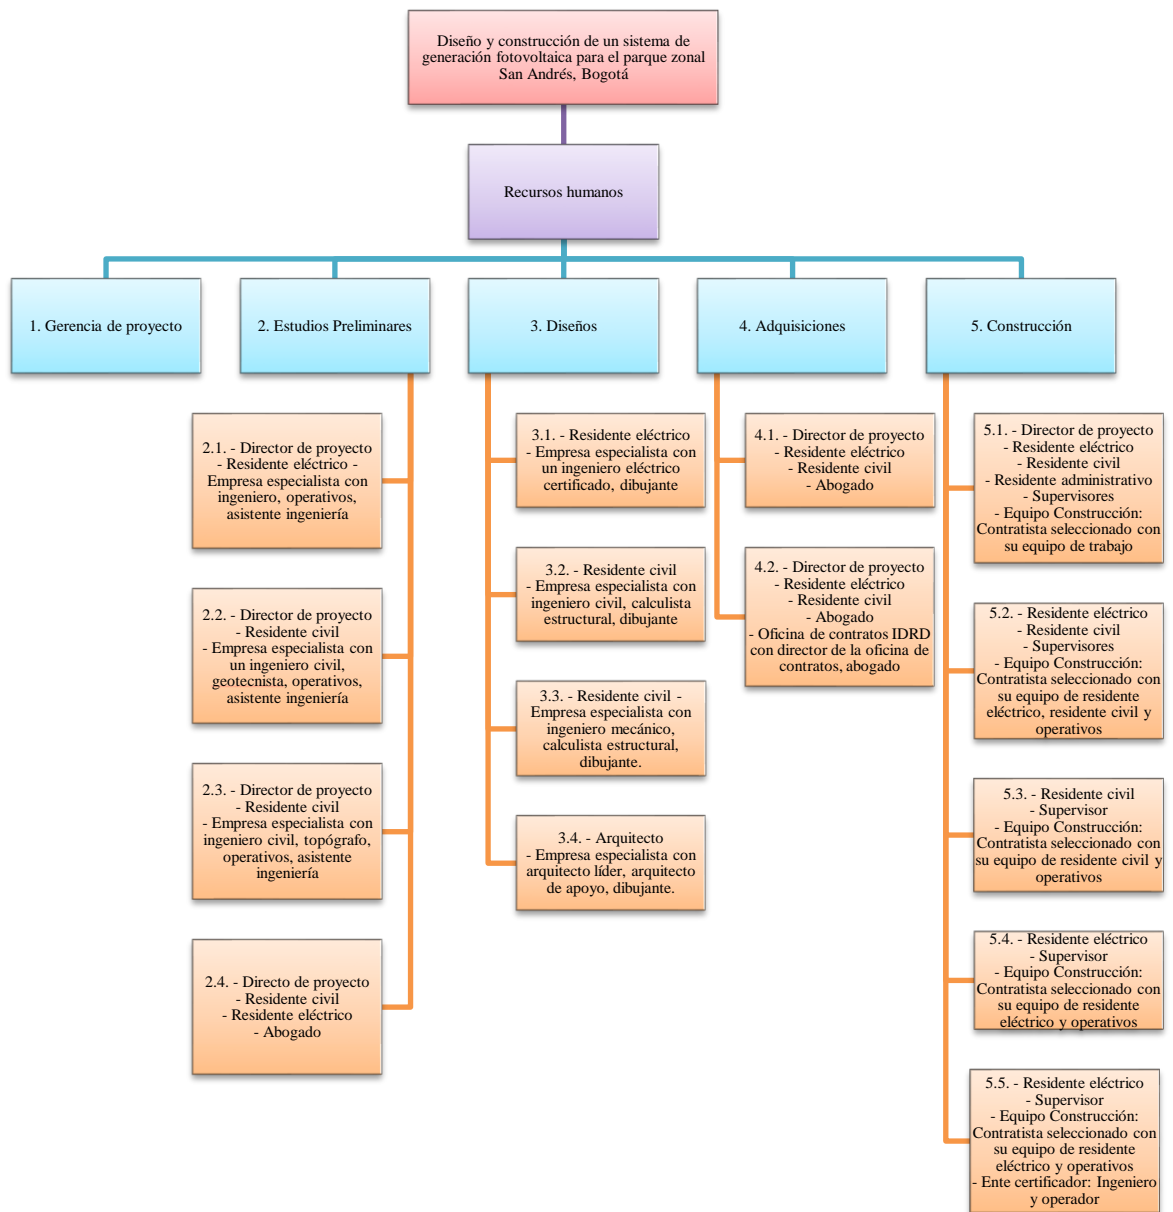 Diseño y construcción de un sistema de
generación fotovoltaica para el parque zonal
San Andrés, Bogotá
Recursos humanos
1. Gerencia de proyecto
2. Estudios Preliminares
3. Diseños
4. Adquisiciones
5. Construcción
2.1. - Director de proyecto
- Residente eléctrico -
Empresa especialista con
ingeniero, operativos,
asistente ingeniería
2.2. - Director de proyecto
- Residente civil
- Empresa especialista con
un ingeniero civil,
geotecnista, operativos,
asistente ingeniería
2.3. - Director de proyecto
- Residente civil
- Empresa especialista con
ingeniero civil, topógrafo,
operativos, asistente
ingeniería
2.4. - Directo de proyecto
- Residente civil
- Residente eléctrico
- Abogado
3.1. - Residente eléctrico
- Empresa especialista con
un ingeniero eléctrico
certificado, dibujante
3.2. - Residente civil
- Empresa especialista con
ingeniero civil, calculista
estructural, dibujante
3.3. - Residente civil -
Empresa especialista con
ingeniero mecánico,
calculista estructural,
dibujante.
3.4. - Arquitecto
- Empresa especialista con
arquitecto líder, arquitecto
de apoyo, dibujante.
4.1. - Director de proyecto
- Residente eléctrico
- Residente civil
- Abogado
4.2. - Director de proyecto
- Residente eléctrico
- Residente civil
- Abogado
- Oficina de contratos IDRD
con director de la oficina de
contratos, abogado
5.1. - Director de proyecto
- Residente eléctrico
- Residente civil
- Residente administrativo
- Supervisores
- Equipo Construcción:
Contratista seleccionado con
su equipo de trabajo
5.2. - Residente eléctrico
- Residente civil
- Supervisores
- Equipo Construcción:
Contratista seleccionado con
su equipo de residente
eléctrico, residente civil y
operativos
5.3. - Residente civil
- Supervisor
- Equipo Construcción:
Contratista seleccionado con
su equipo de residente civil y
operativos
5.4. - Residente eléctrico
- Supervisor
- Equipo Construcción:
Contratista seleccionado con
su equipo de residente
eléctrico y operativos
5.5. - Residente eléctrico
- Supervisor
- Equipo Construcción:
Contratista seleccionado con
su equipo de residente
eléctrico y operativos
- Ente certificador: Ingeniero
y operador